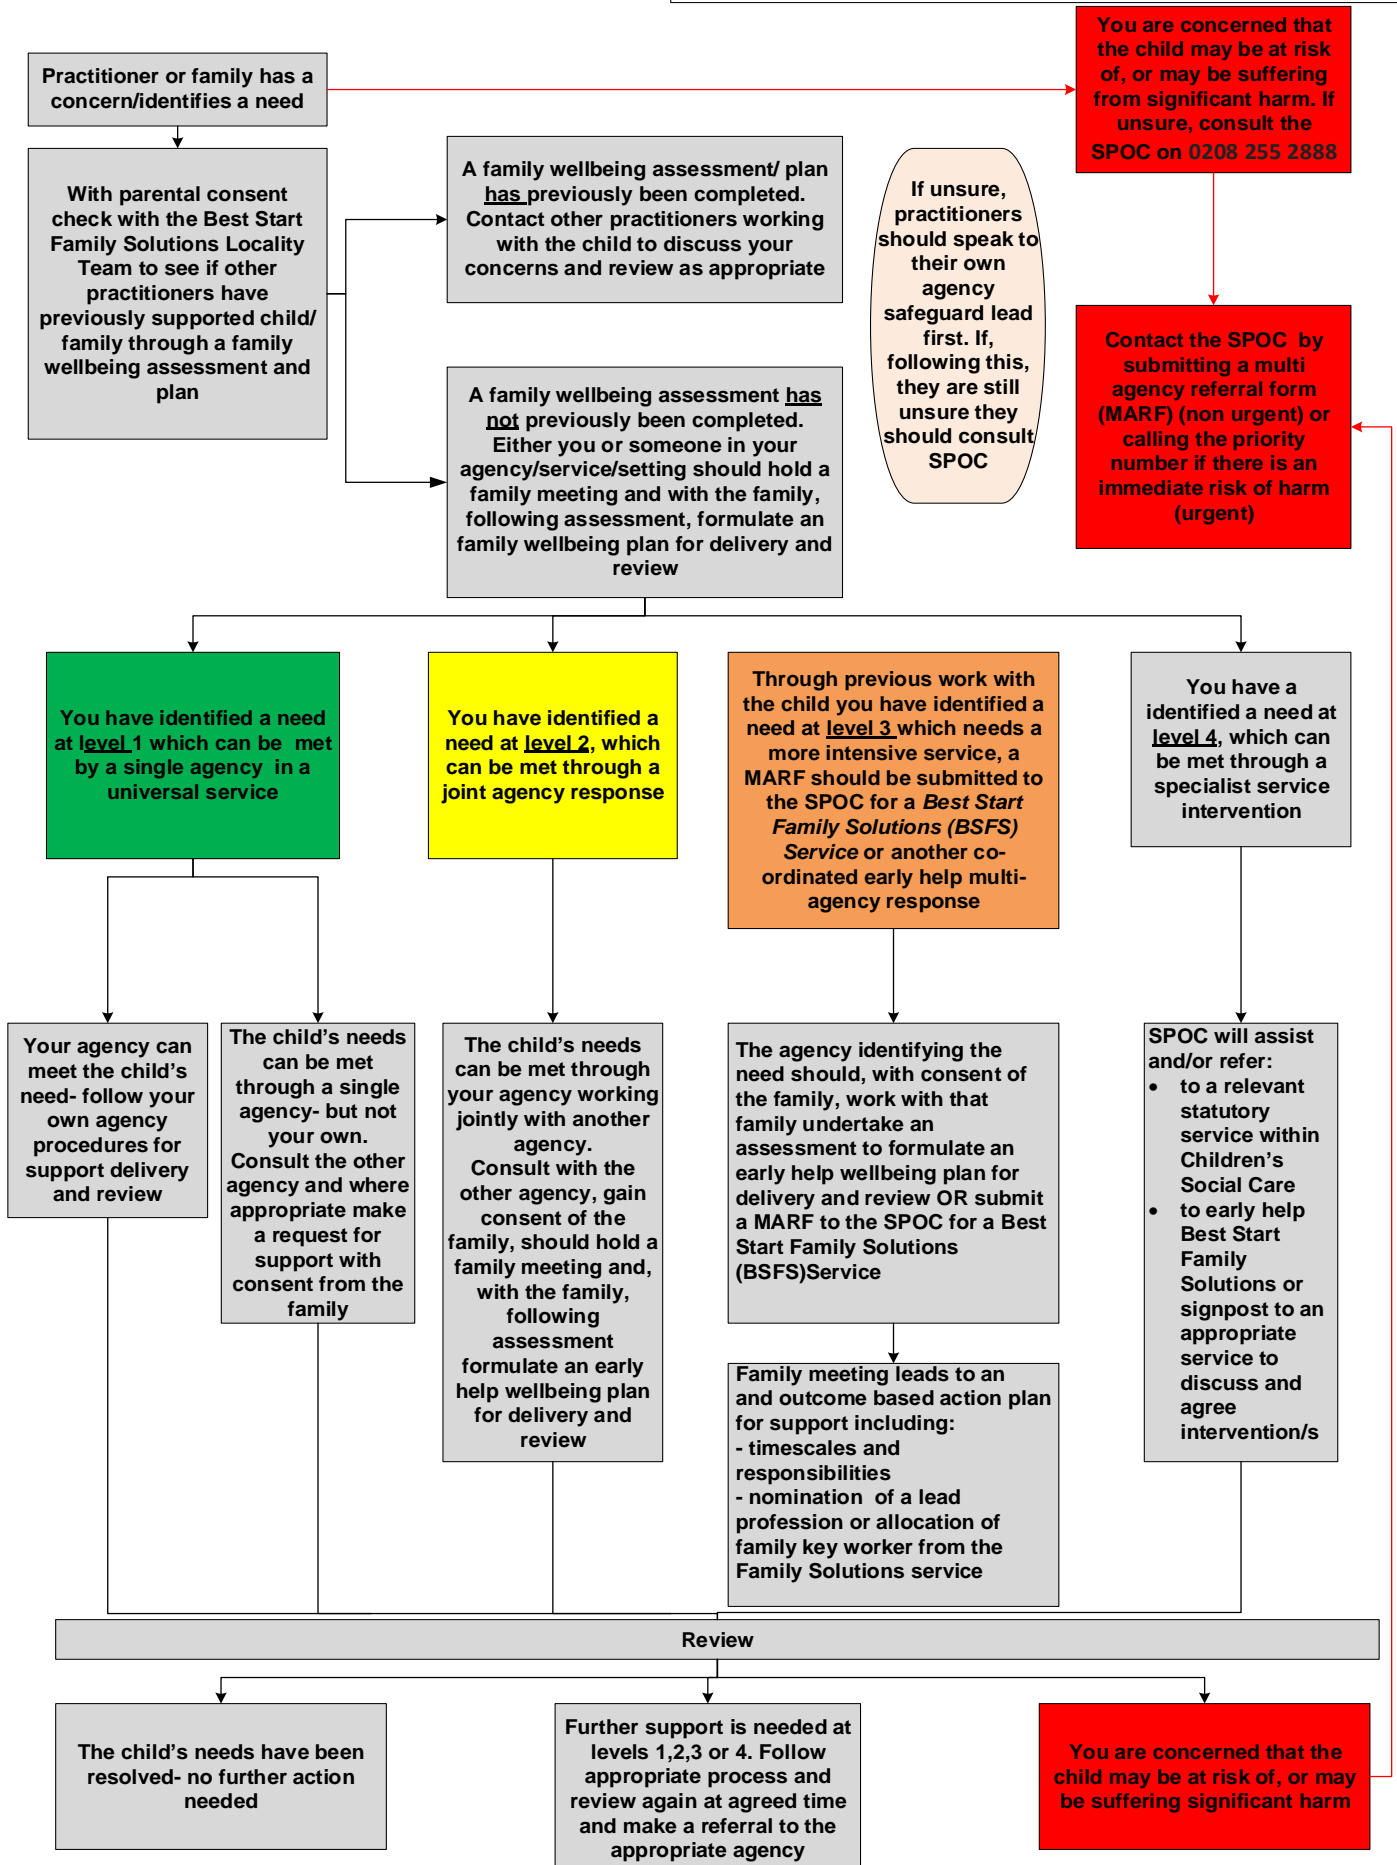 Practitioner or family has a
concern/identifies a need
You are concerned that
the child may be at risk
of, or may be suffering
from significant harm. If
unsure, consult the
SPOC on 0208 255 2888
With parental consent
check with the Best Start
Family Solutions Locality
Team to see if other
practitioners have
previously supported child/
family through a family
wellbeing assessment and
plan
A family wellbeing assessment/ plan
has previously been completed.
Contact other practitioners working
with the child to discuss your
concerns and review as appropriate
If unsure,
practitioners
should speak to
their own
agency
safeguard lead
first. If,
following this,
they are still
unsure they
should consult
SPOC
Contact the SPOC by
submitting a multi
agency referral form
(MARF) (non urgent) or
calling the priority
number if there is an
immediate risk of harm
(urgent)
A family wellbeing assessment has
not previously been completed.
Either you or someone in your
agency/service/setting should hold a
family meeting and with the family,
following assessment, formulate an
family wellbeing plan for delivery and
review
You have identified a need
at level 1 which can be met
by a single agency in a
universal service
You have identified a
need at level 2, which
can be met through a
joint agency response
Through previous work with
the child you have identified a
need at level 3 which needs a
more intensive service, a
MARF should be submitted to
the SPOC for a Best Start
Family Solutions (BSFS)
Service or another co-
ordinated early help multi-
agency response
You have a
identified a need at
level 4, which can
be met through a
specialist service
intervention
Your agency can
meet the child's
need- follow your
own agency
procedures for
support delivery
and review
The child's needs
can be met
through a single
agency- but not
your own.
Consult the other
agency and where
appropriate make
a request for
support with
consent from the
family
The child's needs
can be met through
your agency working
jointly with another
agency.
Consult with the
other agency, gain
consent of the
family, should hold a
family meeting and,
with the family,
following
assessment
formulate an early
help wellbeing plan
for delivery and
review
The agency identifying the
need should, with consent of
the family, work with that
family undertake an
assessment to formulate an
early help wellbeing plan for
delivery and review OR submit
a MARF to the SPOC for a Best
Start Family Solutions
(BSFS)Service
SPOC will assist
and/or refer:
• to a relevant
statutory
service within
Children's
Social Care
• to early help
Best Start
Family
Solutions or
signpost to an
appropriate
service to
discuss and
agree
intervention/s
Family meeting leads to an
and outcome based action plan
for support including:
- timescales and
responsibilities
- nomination of a lead
profession or allocation of
family key worker from the
Family Solutions service
Review
The child's needs have been
resolved- no further action
needed
Further support is needed at
levels 1,2,3 or 4. Follow
appropriate process and
review again at agreed time
and make a referral to the
appropriate agency
You are concerned that the
child may be at risk of, or may
be suffering significant harm